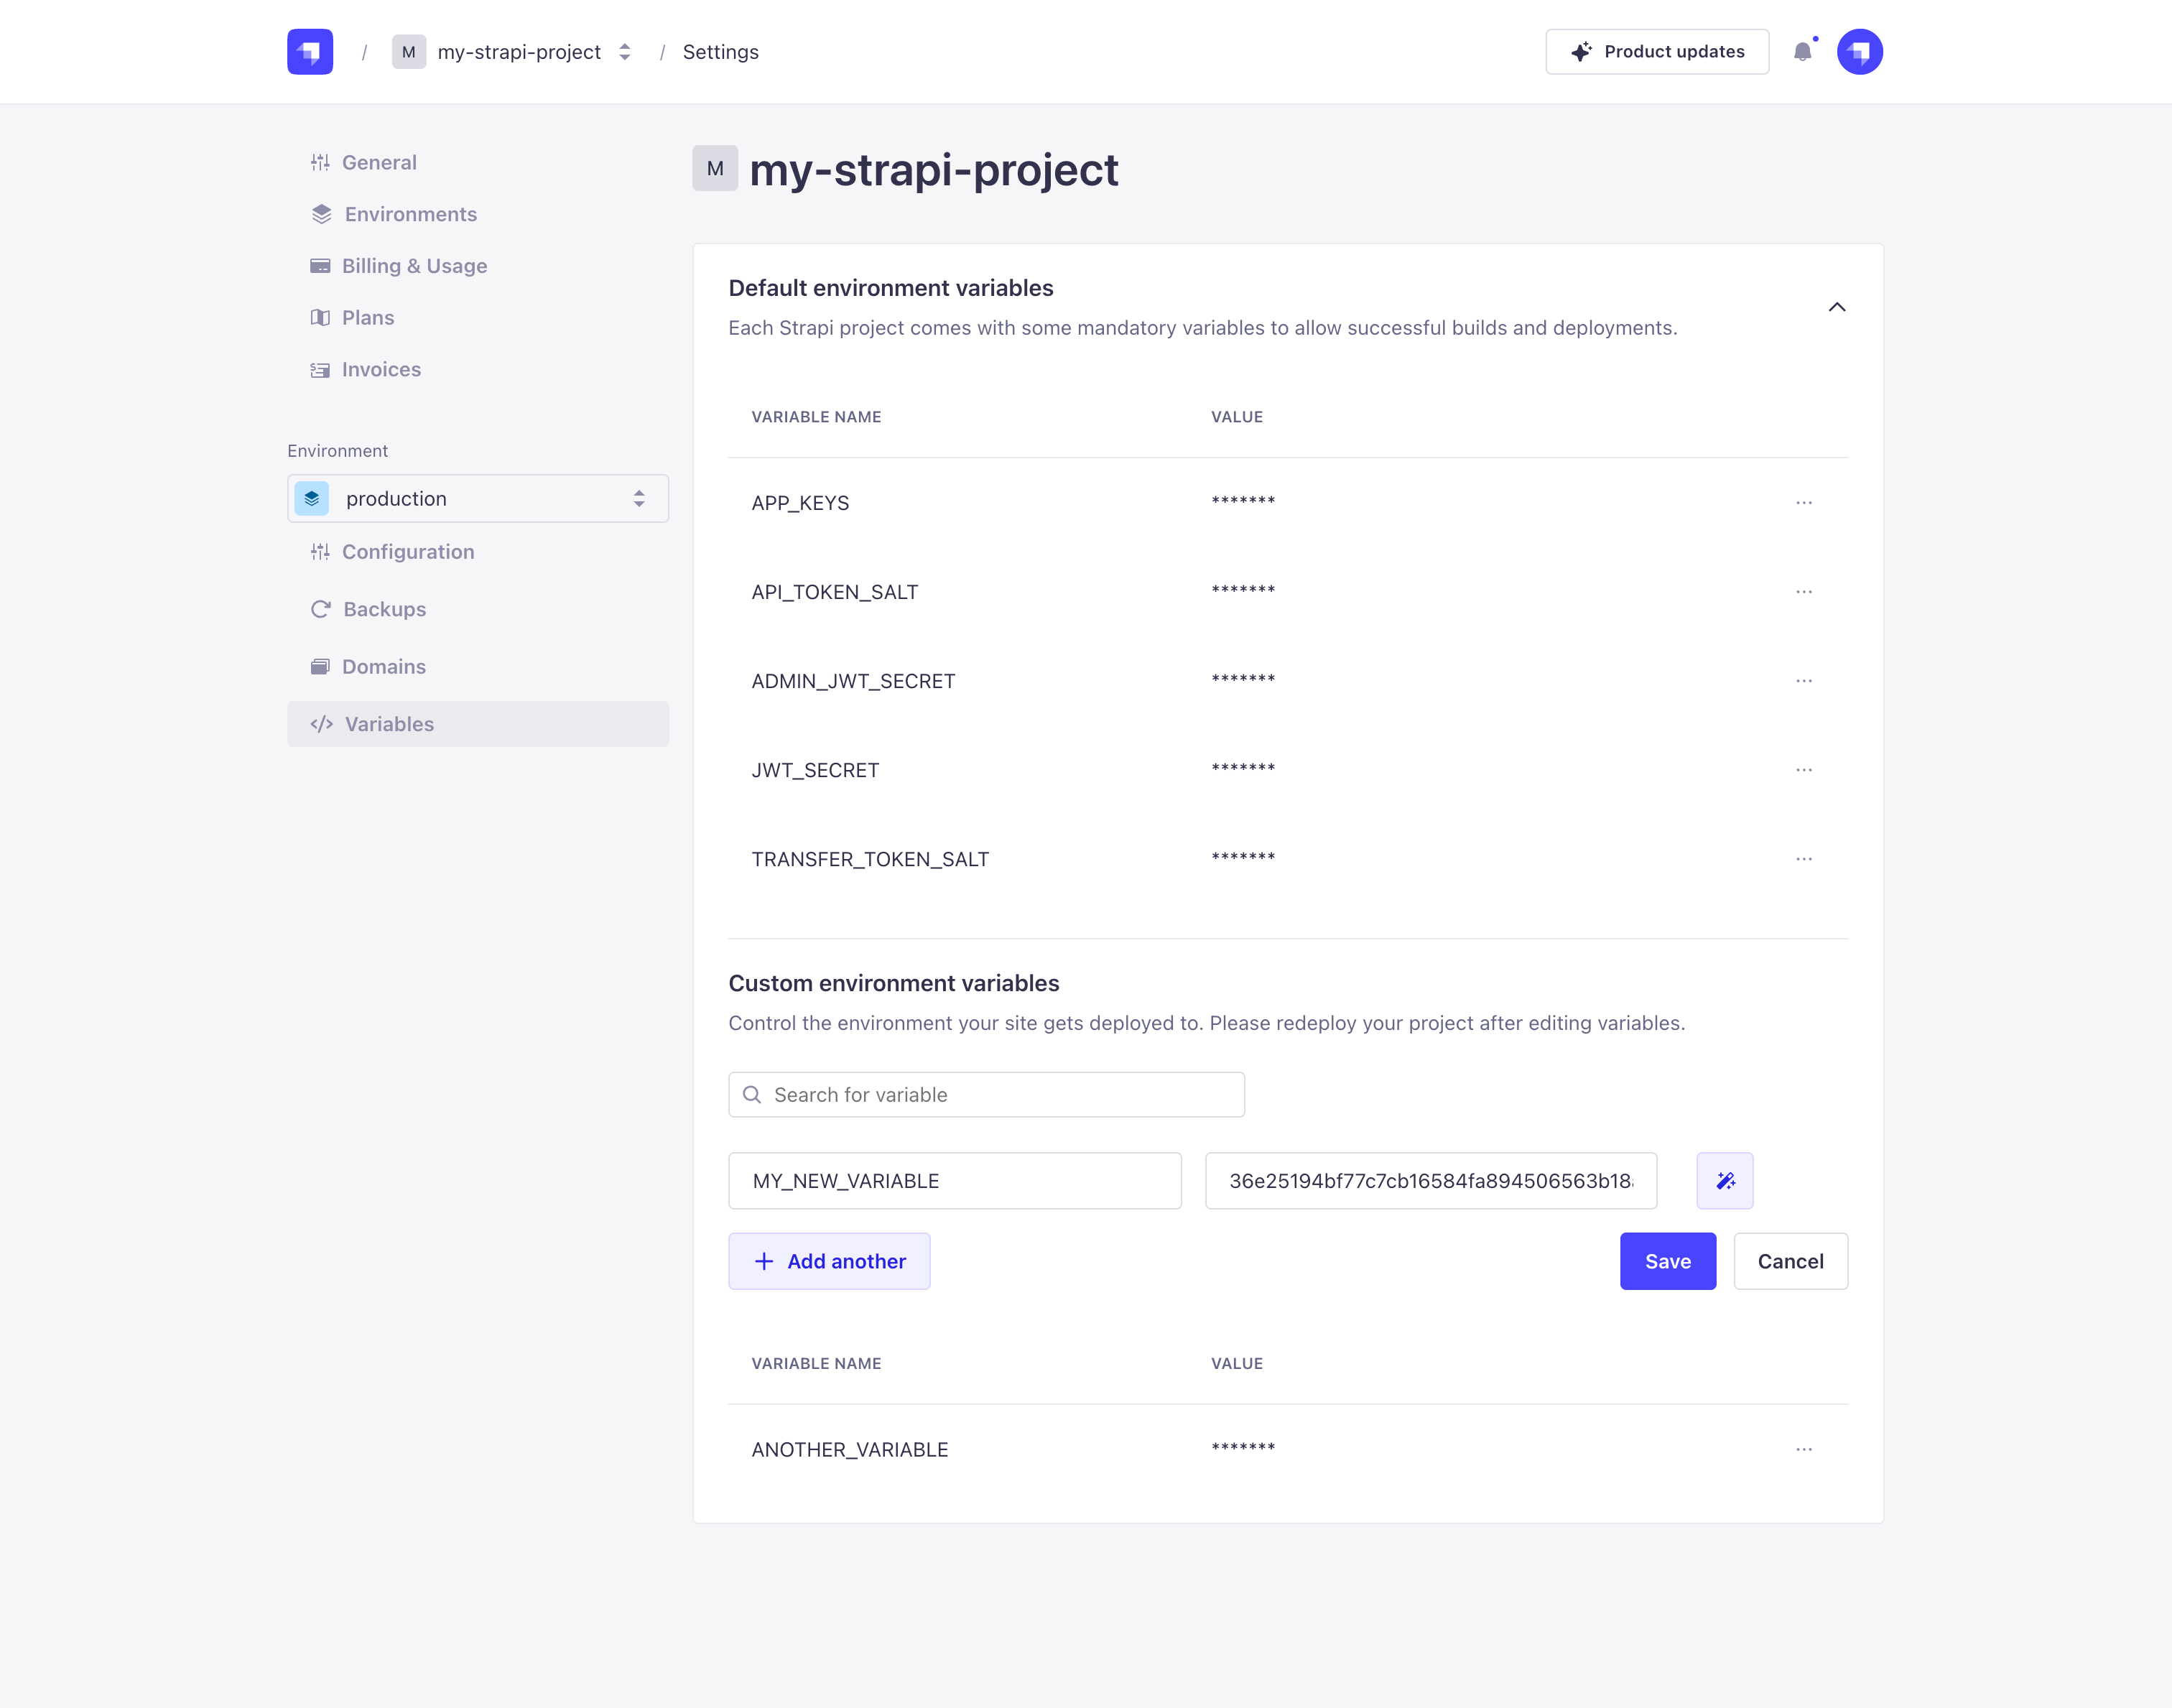 / M my-strapi-project / Settings
Product updates
General
Environments
Billing & Usage
Plans
Invoices
Environment
production
Configuration
Backups
Domains
Variables
M my-strapi-project
Default environment variables
Each Strapi project comes with some mandatory variables to allow successful builds and deployments.
VARIABLE NAME VALUE
APP_KEYS ******* ...
API_TOKEN_SALT ******* ...
ADMIN_JWT_SECRET ******* ...
JWT_SECRET ******* ...
TRANSFER_TOKEN_SALT ******* ...
Custom environment variables
Control the environment your site gets deployed to. Please redeploy your project after editing variables.
Search for variable
MY_NEW_VARIABLE 36e25194bf77c7cb16584fa894506563b18
Add another Save Cancel
VARIABLE NAME VALUE
ANOTHER_VARIABLE ******* ...